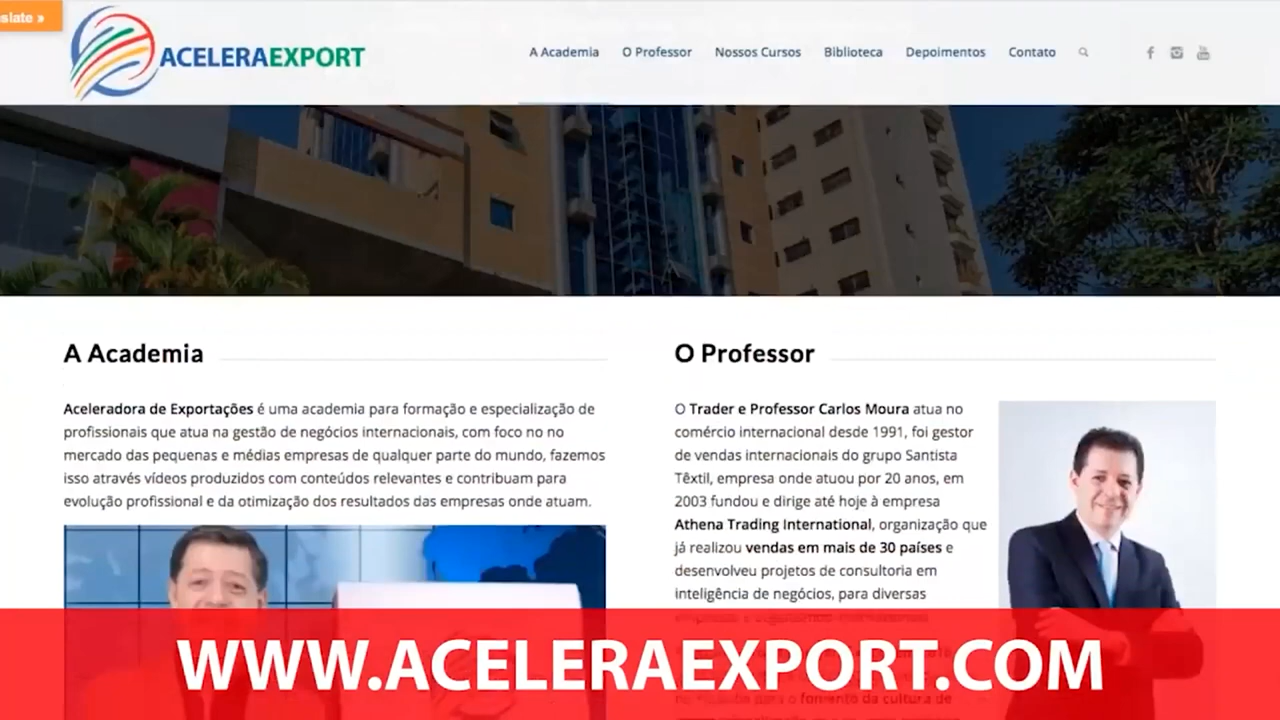 slate »
ACELERAEXPORT
A Academia O Professor Nossos Cursos Biblioteca Depoimentos Contato
A Academia
Aceleradora de Exportações é uma academia para formação e especialização de
profissionais que atua na gestão de negócios internacionais, com foco no no
mercado das pequenas e médias empresas de qualquer parte do mundo, fazemos
isso através vídeos produzidos com conteúdos relevantes e contribuam para
evolução profissional e da otimização dos resultados das empresas onde atuam.
O Professor
O Trader e Professor Carlos Moura atua no
comércio internacional desde 1991, foi gestor
de vendas internacionais do grupo Santista
Têxtil, empresa onde atuou por 20 anos, em
2003 fundou e dirige até hoje à empresa
Athena Trading International, organização que
já realizou vendas em mais de 30 países e
desenvolveu projetos de consultoria em
inteligência de negócios, para diversas
fomento da cultura de
WWW.ACELERAEXPORT.COM